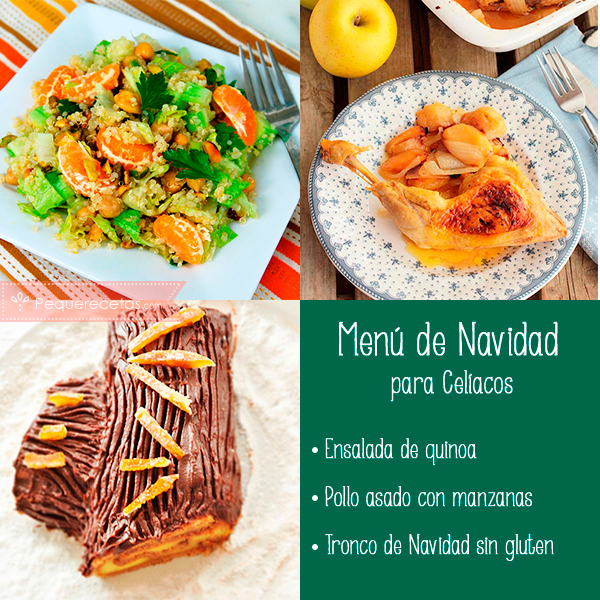 Pequerecetas.com
Menú de Navidad
para Celíacos
• Ensalada de quinoa
• Pollo asado con manzanas
• Tronco de Navidad sin gluten